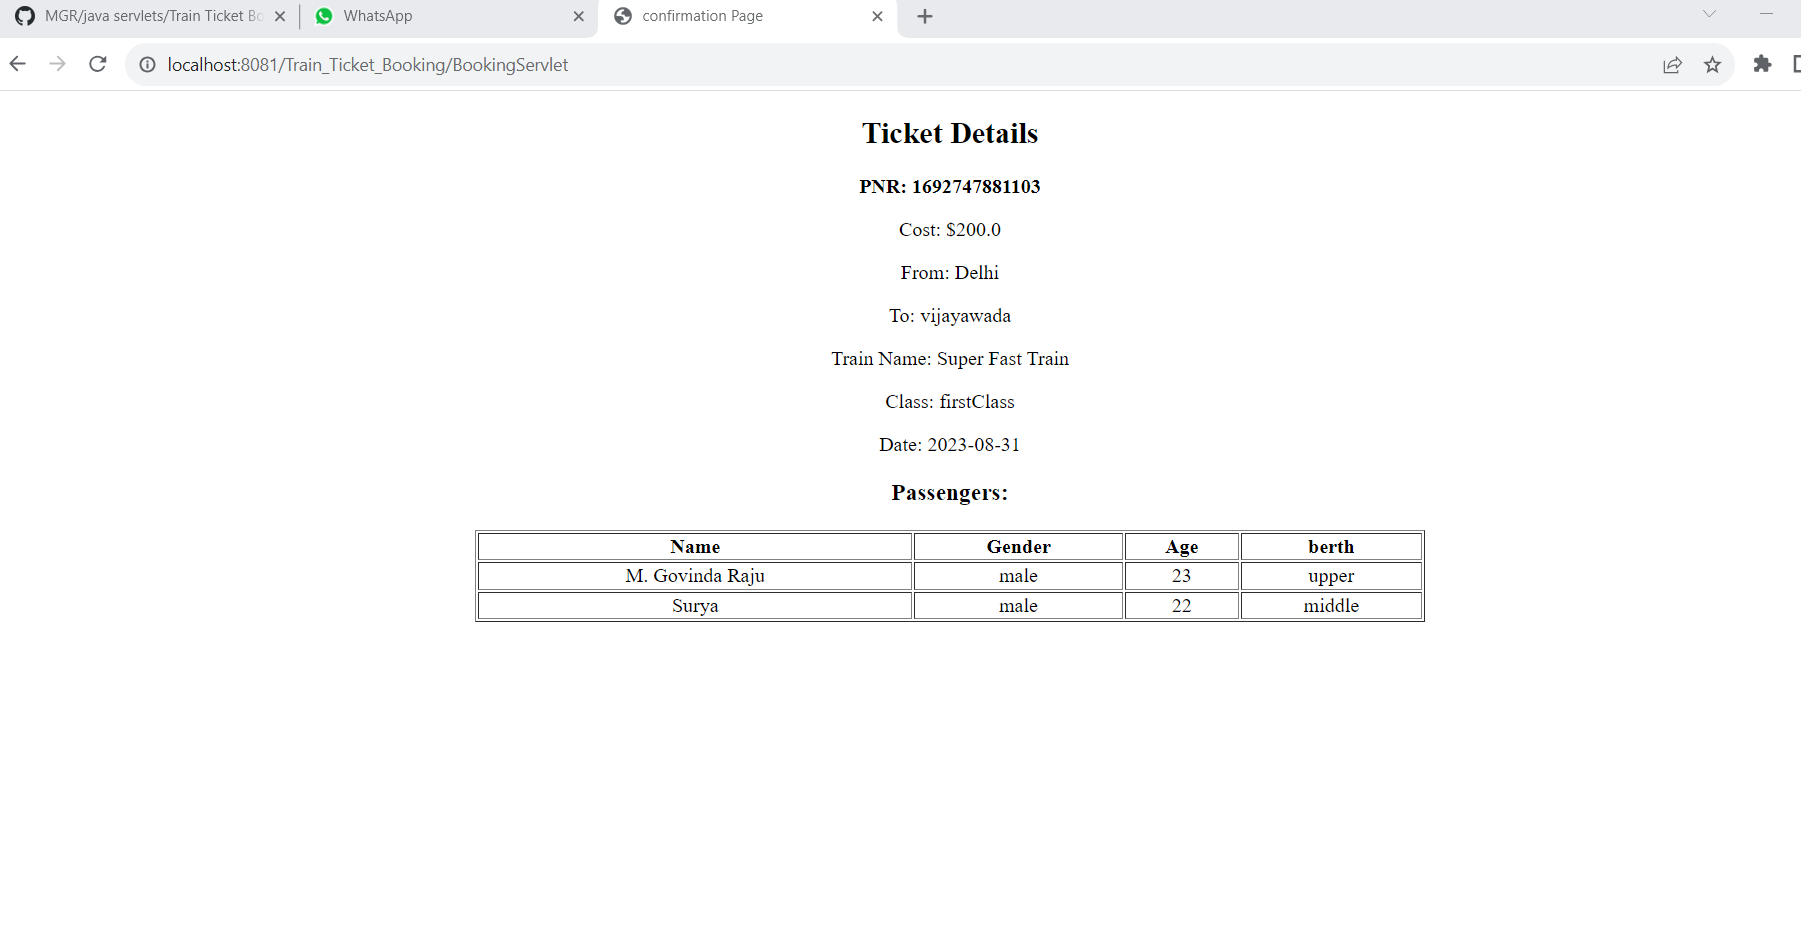 MGR/java servlets/Train Ticket Bo
WhatsApp
confirmation Page
localhost:8081/Train_Ticket_Booking/BookingServlet
Ticket Details
PNR: 1692747881103
Cost: $200.0
From: Delhi
To: vijayawada
Train Name: Super Fast Train
Class: firstClass
Date: 2023-08-31
Passengers:
Name Gender Age berth
M. Govinda Raju male 23 upper
Surya male 22 middle